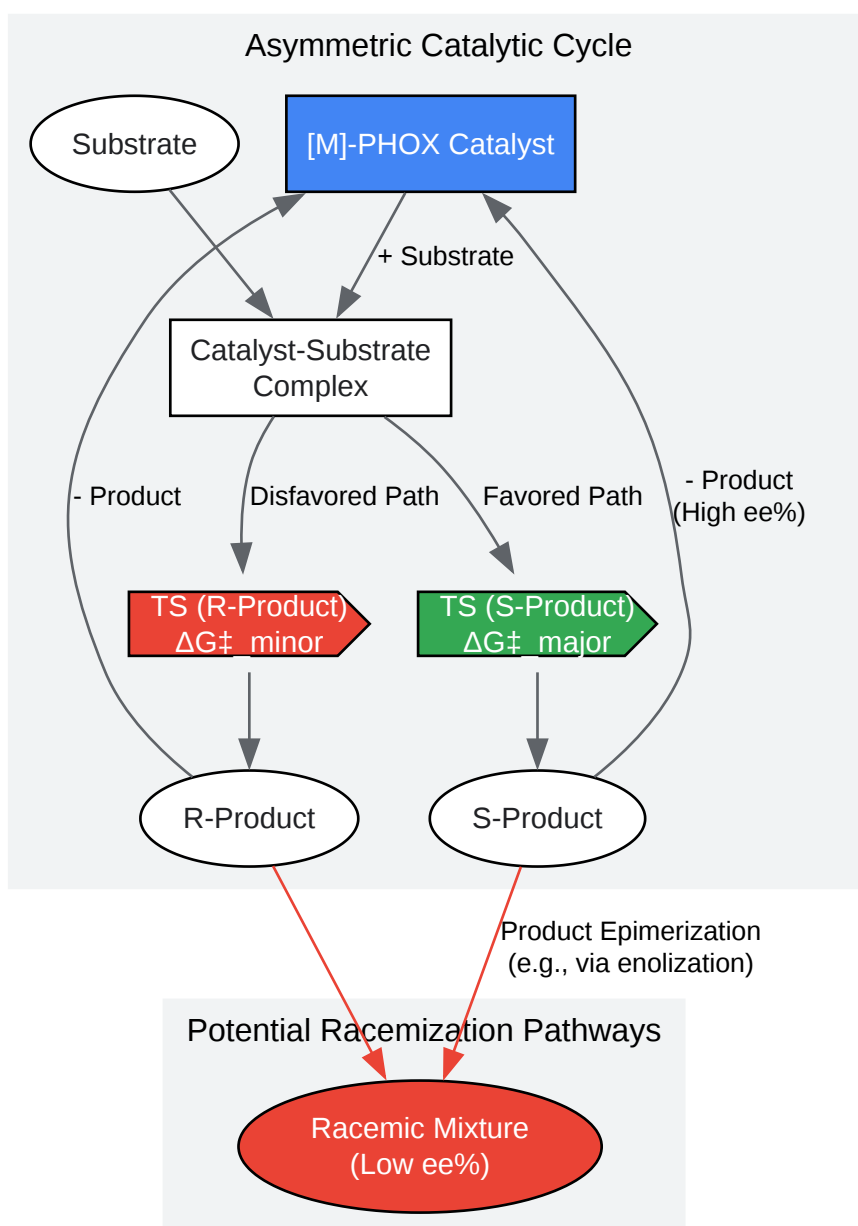 Asymmetric Catalytic Cycle
Substrate
[M]-PHOX Catalyst
+ Substrate
Catalyst-Substrate
Complex
- Product
Disfavored Path
Favored Path
- Product
(High ee%)
TS (R-Product)
ΔG‡_minor
TS (S-Product)
ΔG‡_major
R-Product
S-Product
Product Epimerization
(e.g., via enolization)
Potential Racemization Pathways
Racemic Mixture
(Low ee%)